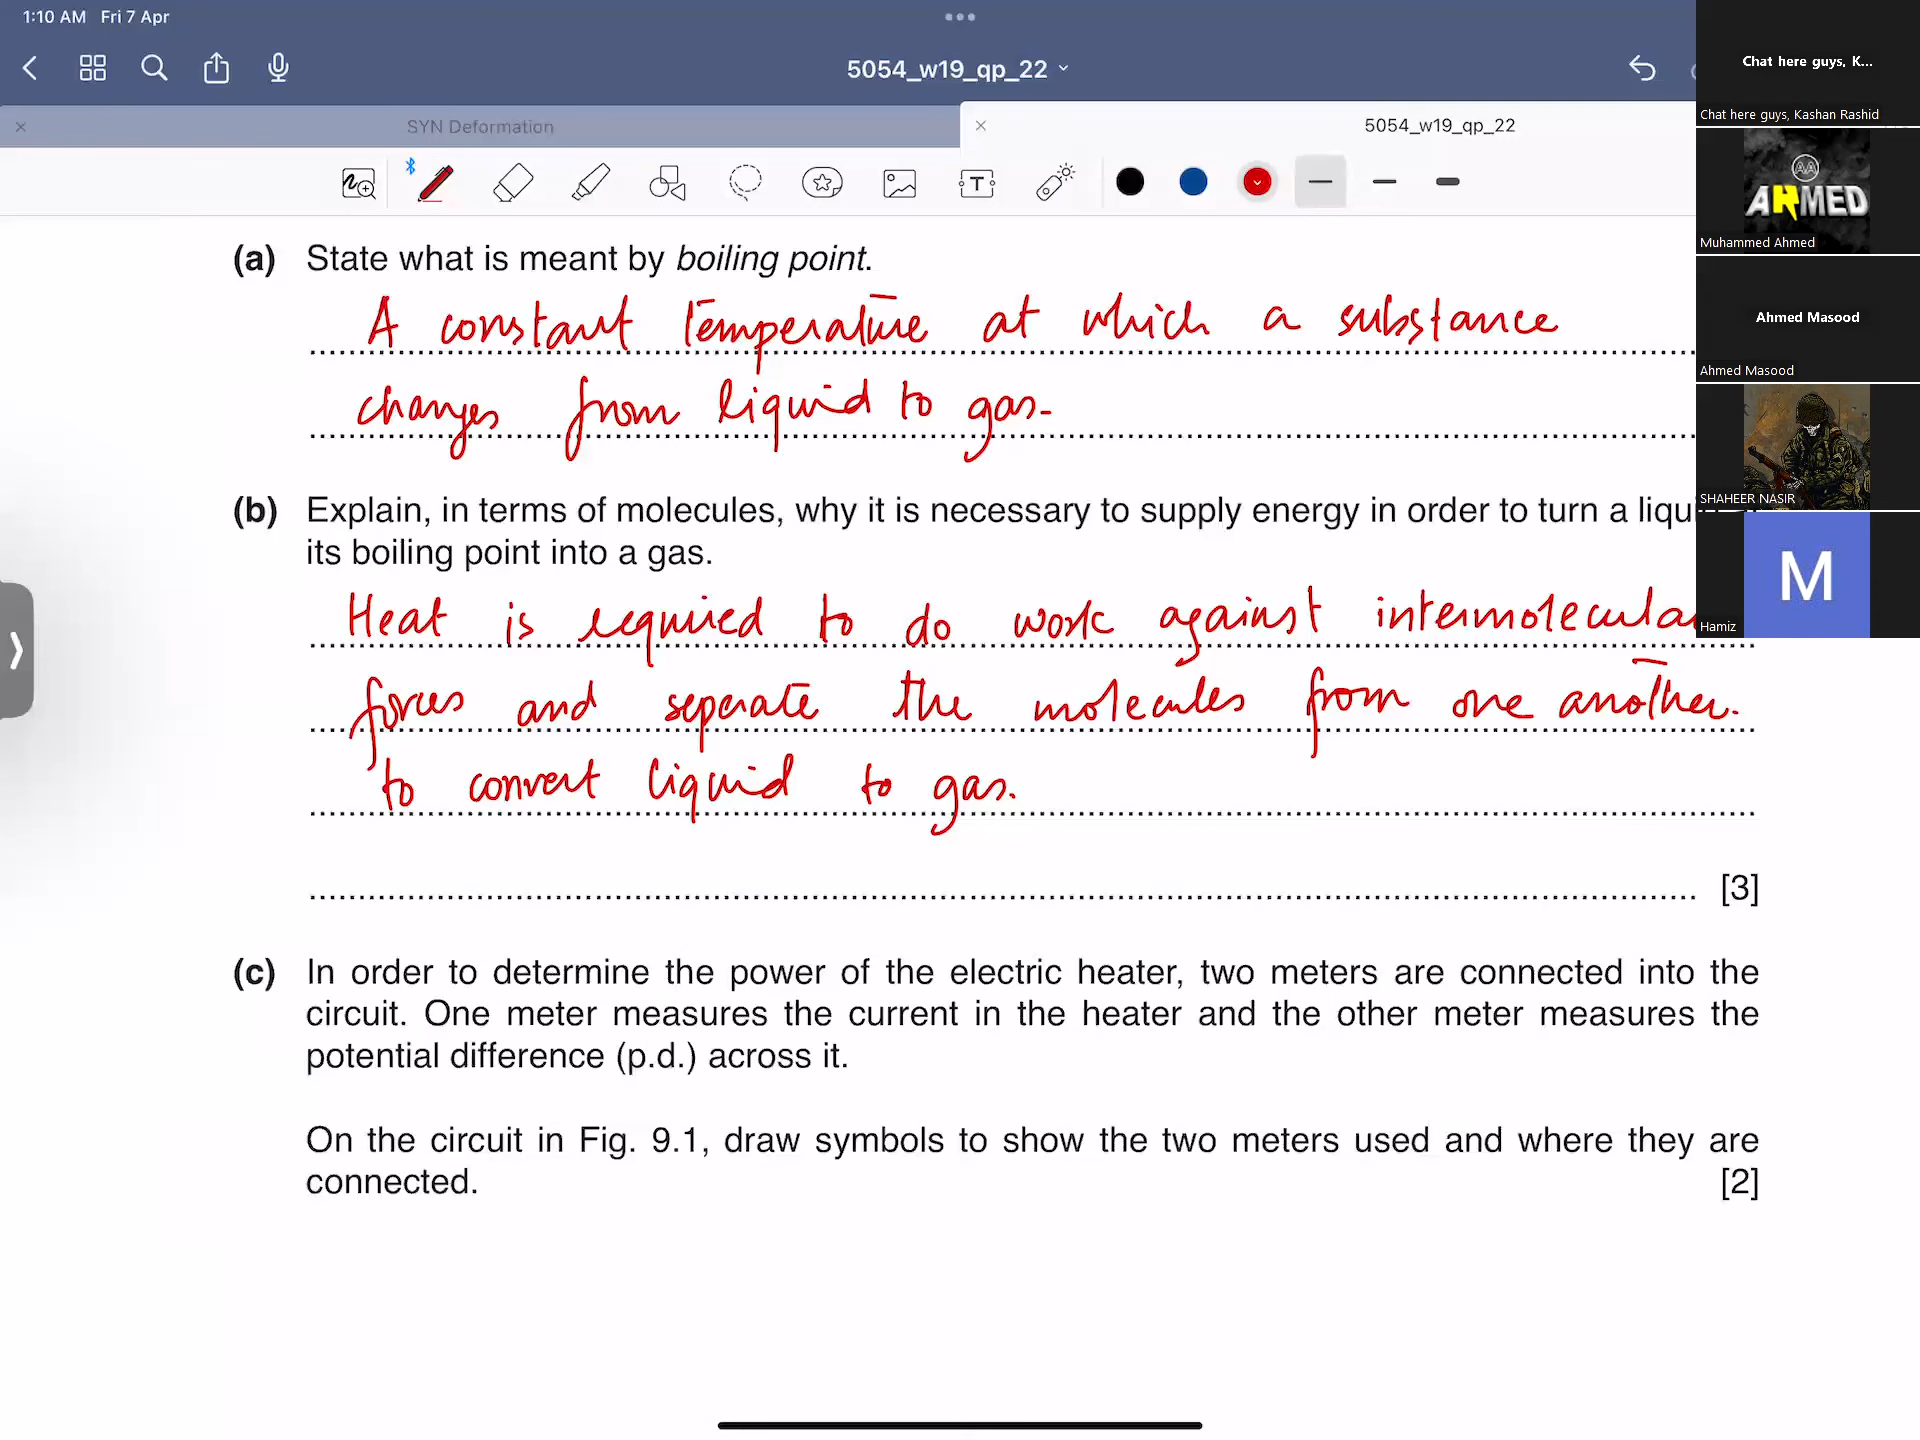 1:10 AM Fri 7 Apr
5054_w19_qp_22
SYN Deformation
5054_w19_qp_22
T
Chat here guys, K...
Chat here guys, Kashan Rashid
AA
AHMED
Muhammed Ahmed
Ahmed Masood
Ahmed Masood
SHAHEER NASIR
M
Hamiz
(a) State what is meant by boiling point.
A constant temperature at which a substance
changes from liquid to gas.
(b) Explain, in terms of molecules, why it is necessary to supply energy in order to turn a liqu
its boiling point into a gas.
Heat is required to do work against intermolecula
forces and seperate the molecules from one another.
to convert liquid to gas.
[3]
(c) In order to determine the power of the electric heater, two meters are connected into the
circuit. One meter measures the current in the heater and the other meter measures the
potential difference (p.d.) across it.
On the circuit in Fig. 9.1, draw symbols to show the two meters used and where they are
connected. [2]